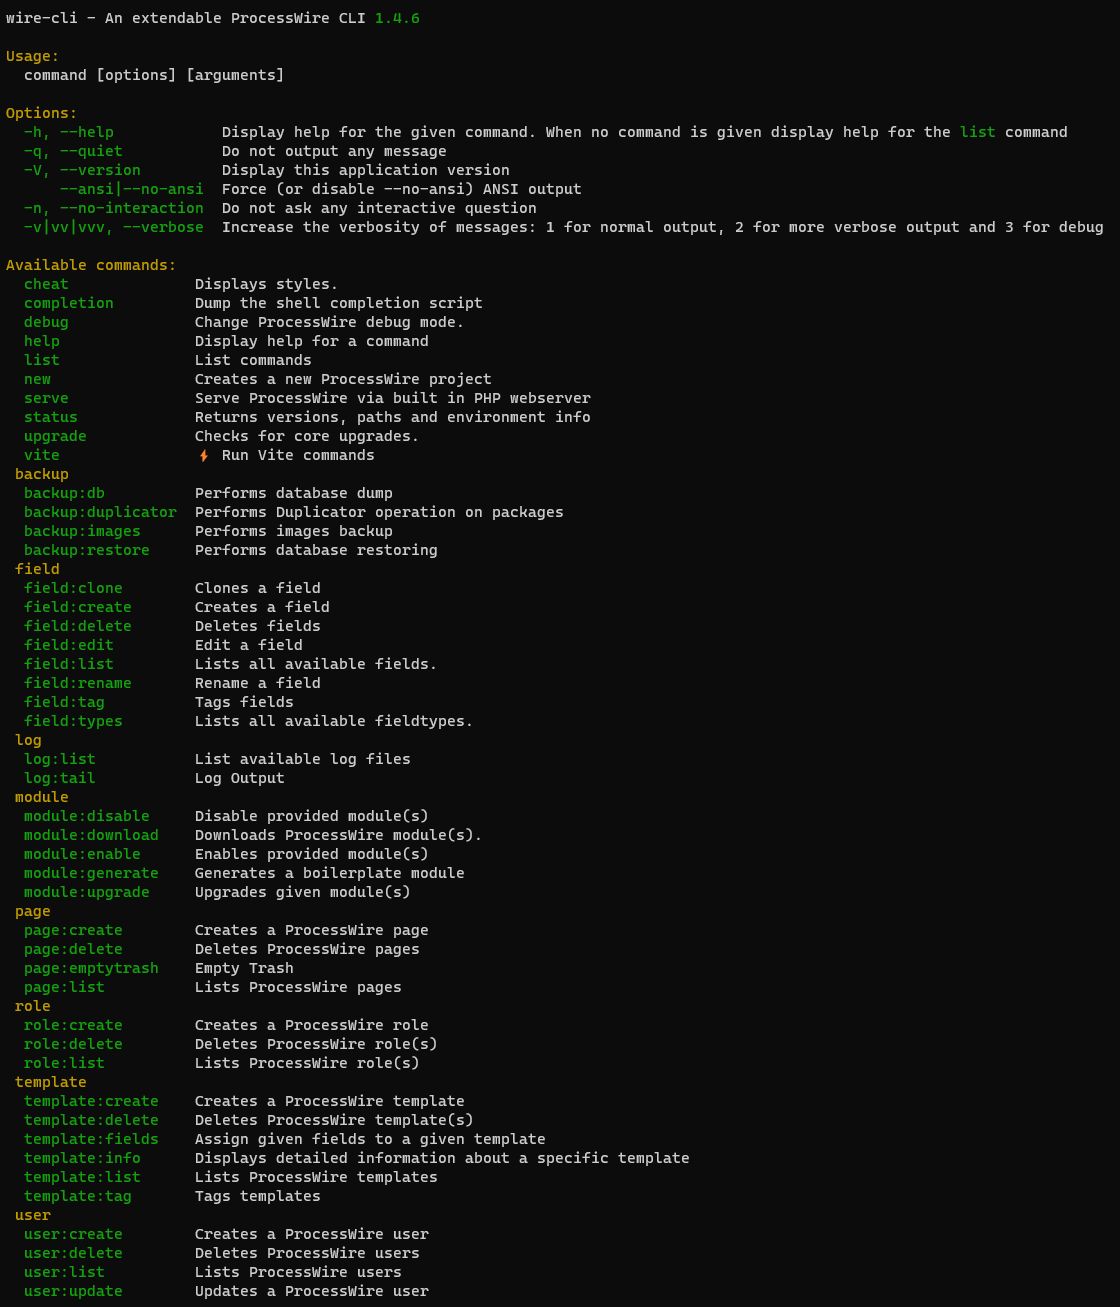 wire-cli - An extendable ProcessWire CLI 1.4.6
Usage:
command [options] [arguments]
Options:
-h, --help Display help for the given command. When no command is given display help for the list command
-q, --quiet Do not output any message
-V, --version Display this application version
--ansi|--no-ansi Force (or disable --no-ansi) ANSI output
-n, --no-interaction Do not ask any interactive question
-v|vv|vvv, --verbose Increase the verbosity of messages: 1 for normal output, 2 for more verbose output and 3 for debug
Available commands:
cheat Displays styles.
completion Dump the shell completion script
debug Change ProcessWire debug mode.
help Display help for a command
list List commands
new Creates a new ProcessWire project
serve Serve ProcessWire via built in PHP webserver
status Returns versions, paths and environment info
upgrade Checks for core upgrades.
vite ⚡ Run Vite commands
backup
backup:db Performs database dump
backup:duplicator Performs Duplicator operation on packages
backup:images Performs images backup
backup:restore Performs database restoring
field
field:clone Clones a field
field:create Creates a field
field:delete Deletes fields
field:edit Edit a field
field:list Lists all available fields.
field:rename Rename a field
field:tag Tags fields
field:types Lists all available fieldtypes.
log
log:list List available log files
log:tail Log Output
module
module:disable Disable provided module(s)
module:download Downloads ProcessWire module(s).
module:enable Enables provided module(s)
module:generate Generates a boilerplate module
module:upgrade Upgrades given module(s)
page
page:create Creates a ProcessWire page
page:delete Deletes ProcessWire pages
page:emptytrash Empty Trash
page:list Lists ProcessWire pages
role
role:create Creates a ProcessWire role
role:delete Deletes ProcessWire role(s)
role:list Lists ProcessWire role(s)
template
template:create Creates a ProcessWire template
template:delete Deletes ProcessWire template(s)
template:fields Assign given fields to a given template
template:info Displays detailed information about a specific template
template:list Lists ProcessWire templates
template:tag Tags templates
user
user:create Creates a ProcessWire user
user:delete Deletes ProcessWire users
user:list Lists ProcessWire users
user:update Updates a ProcessWire user